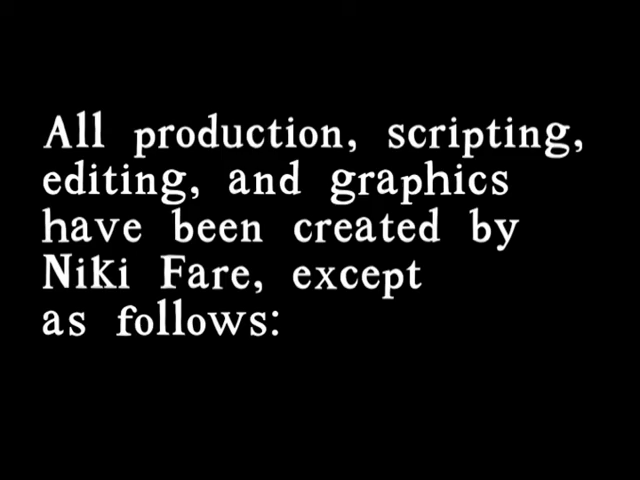 All production, scripting,
editing, and graphics
have been created by
Niki Fare, except
as follows: